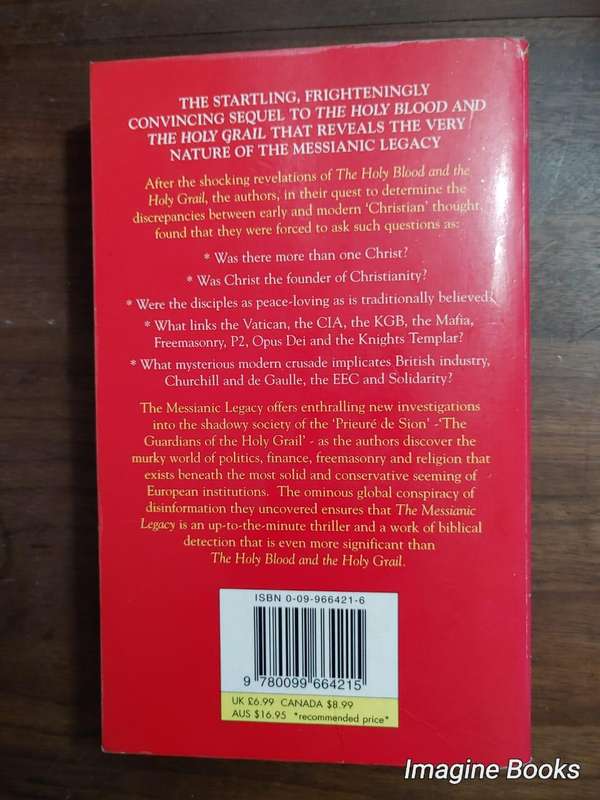 THE STARTLING, FRIGHTENINGLY
CONVINCING SEQUEL TO THE HOLY BLOOD AND
THE HOLY GRAIL THAT REVEALS THE VERY
NATURE OF THE MESSIANIC LEGACY
After the shocking revelations of The Holy Blood and the
Holy Grail, the authors, in their quest to determine the
discrepancies between early and modern ‘Christian’ thought,
found that they were forced to ask such questions as:
* Was there more than one Christ?
* Was Christ the founder of Christianity?
* Were the disciples as peace-loving as is traditionally believed?
* What links the Vatican, the CIA, the KGB, the Mafia,
Freemasonry, P2, Opus Dei and the Knights Templar?
* What mysterious modern crusade implicates British industry,
Churchill and de Gaulle, the EEC and Solidarity?
The Messianic Legacy offers enthralling new investigations
into the shadowy society of the ‘Prieuré de Sion’ -‘The
Guardians of the Holy Grail’ - as the authors discover the
murky world of politics, finance, freemasonry and religion that
exists beneath the most solid and conservative seeming of
European institutions. The ominous global conspiracy of
disinformation they uncovered ensures that The Messianic
Legacy is an up-to-the-minute thriller and a work of biblical
detection that is even more significant than
The Holy Blood and the Holy Grail.
ISBN 0-09-966421-6
9 780099 664215
UK £6.99 CANADA $8.99
AUS $16.95 *recommended price*
Imagine Books